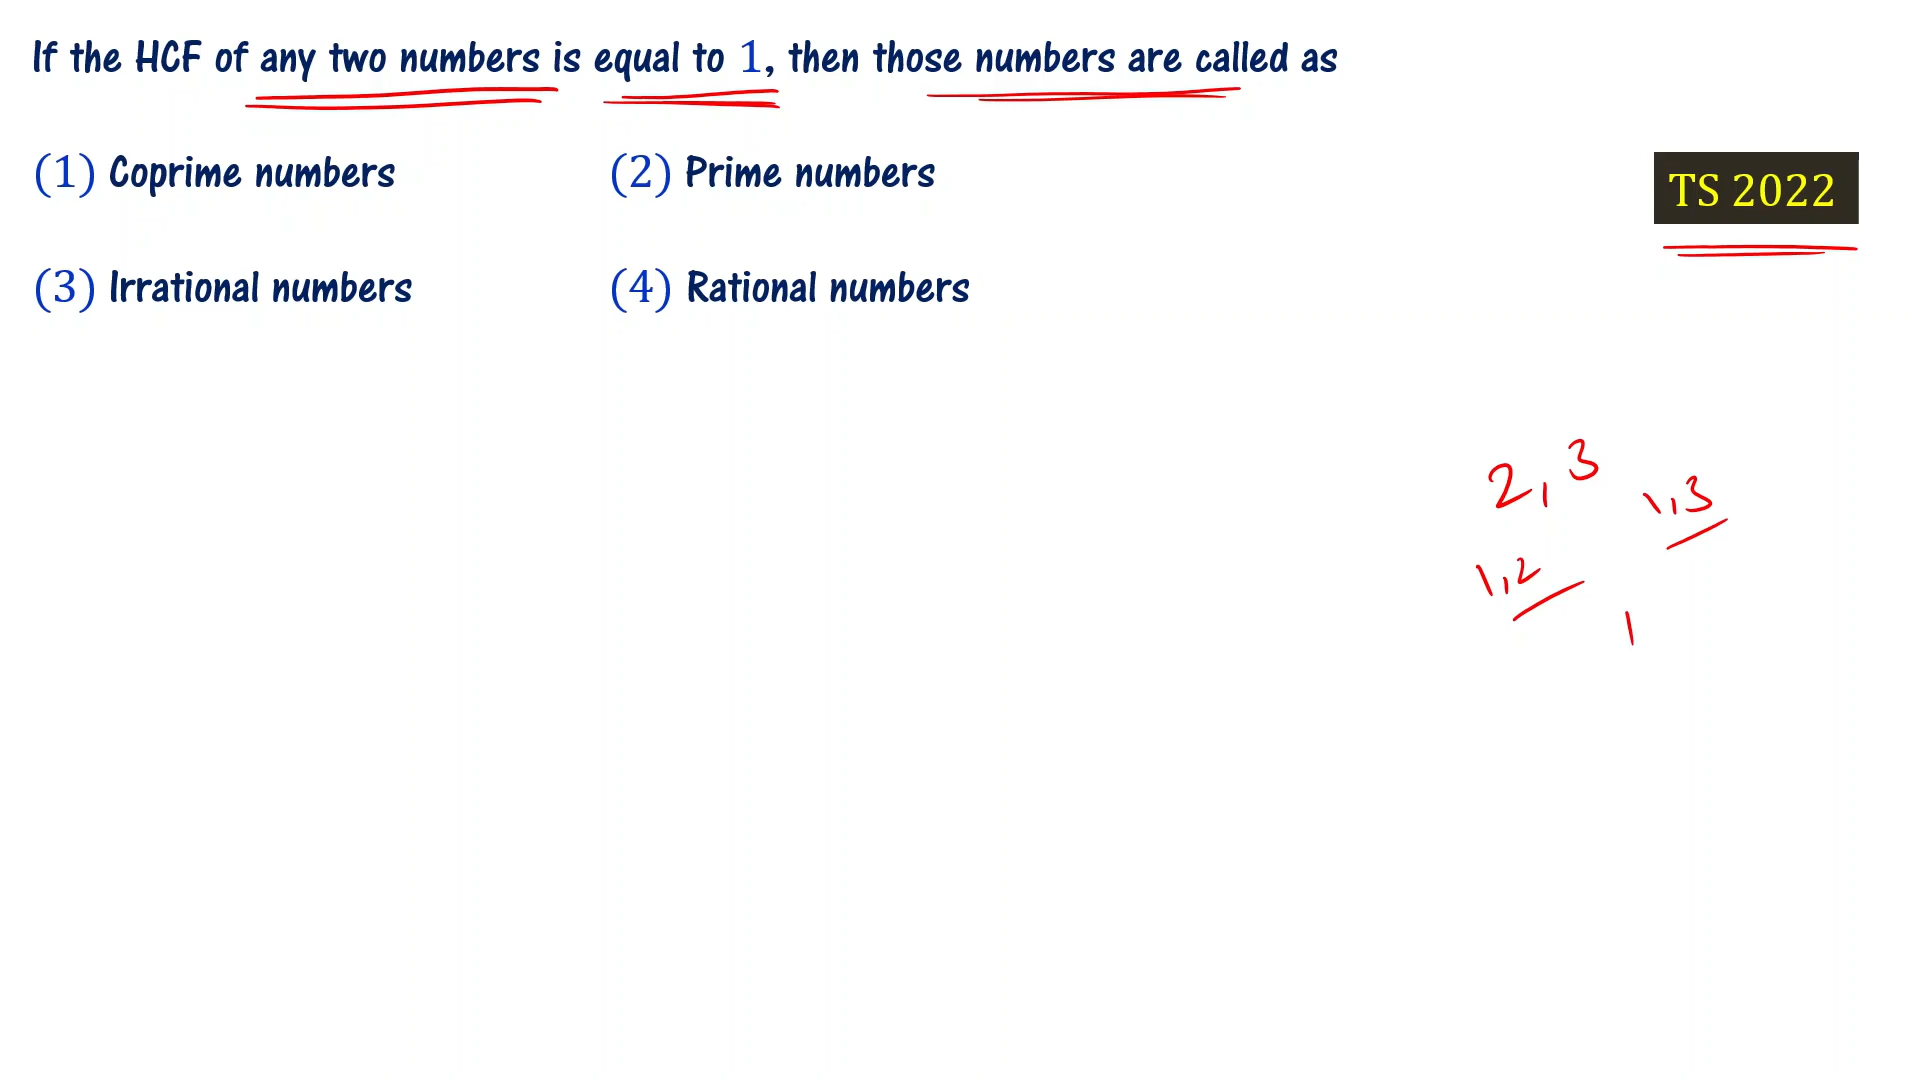 If the HCF of any two numbers is equal to 1, then those numbers are called as
(1) Coprime numbers
(2) Prime numbers
TS 2022
(3) Irrational numbers
(4) Rational numbers
2, 3
1,3
1,2
1